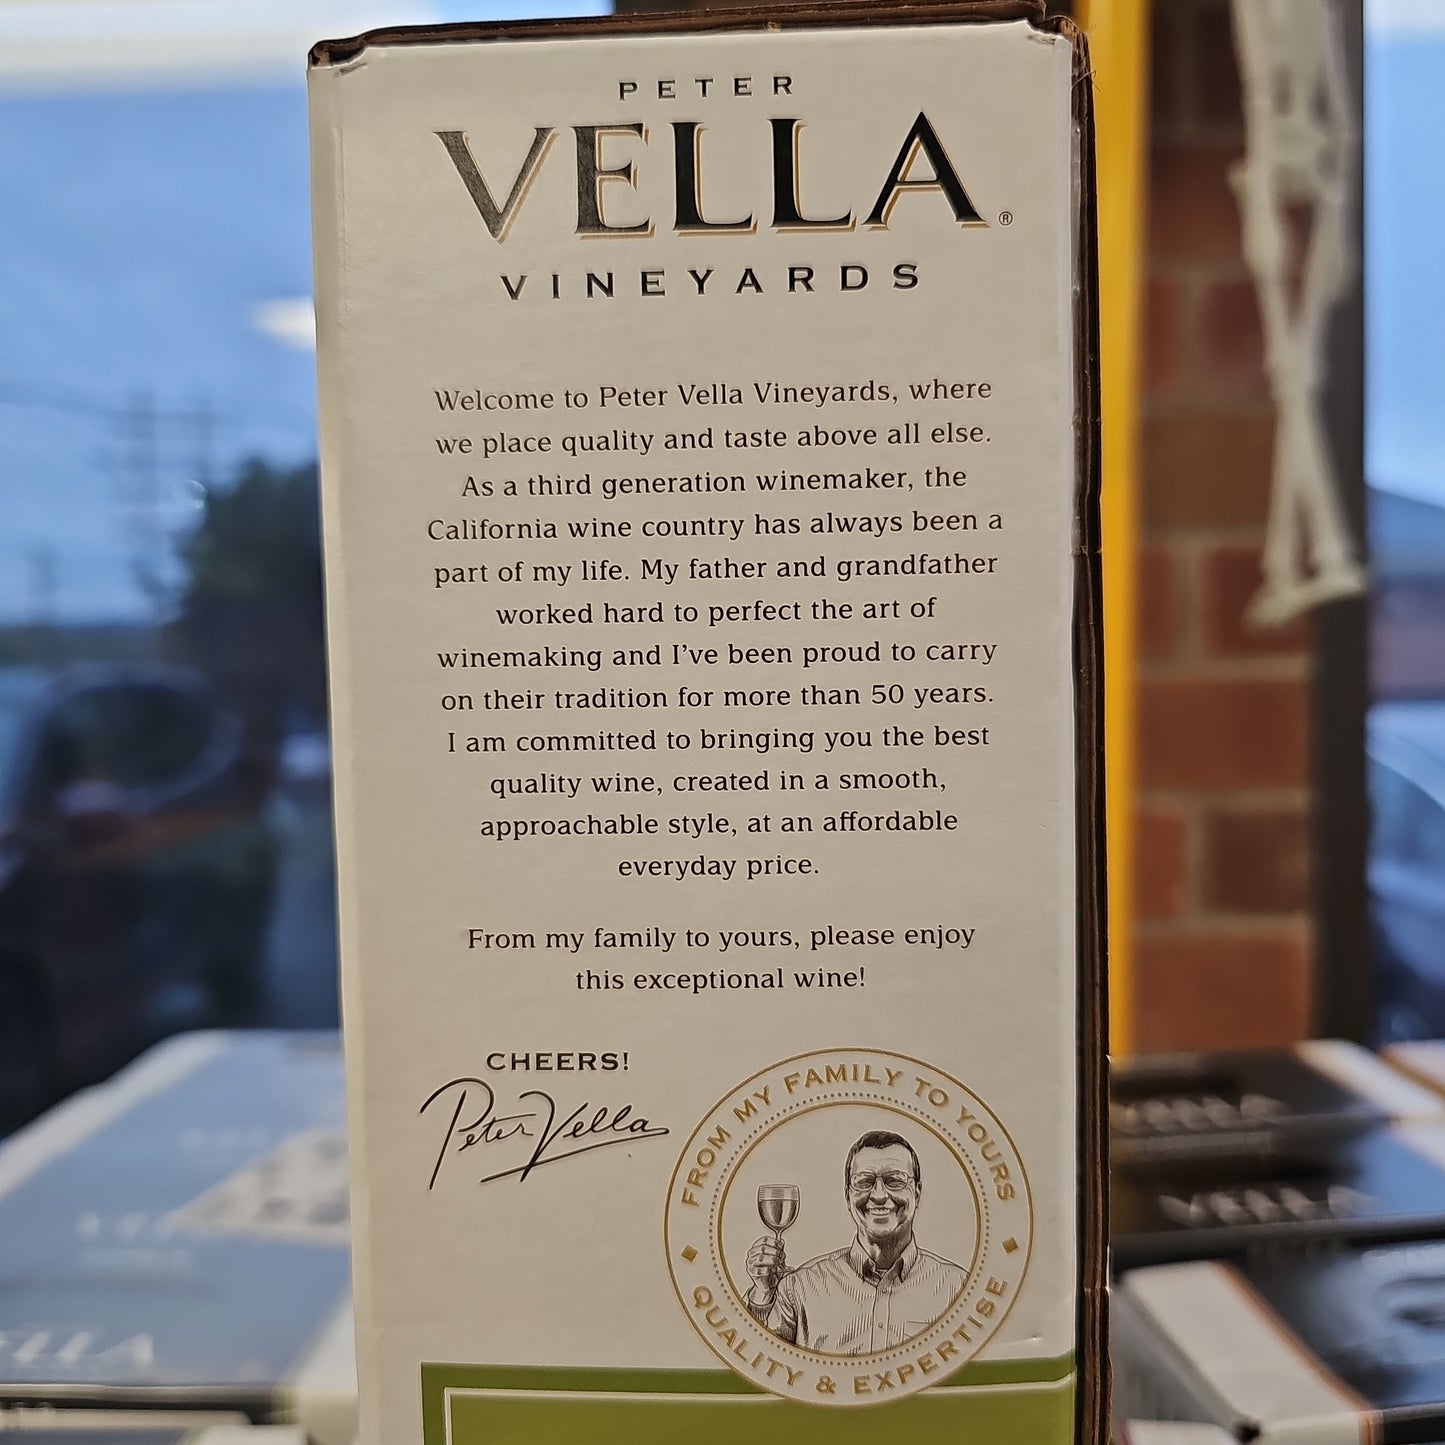 PETER
VELLA®
VINEYARDS
Welcome to Peter Vella Vineyards, where
we place quality and taste above all else.
As a third generation winemaker, the
California wine country has always been a
part of my life. My father and grandfather
worked hard to perfect the art of
winemaking and I’ve been proud to carry
on their tradition for more than 50 years.
I am committed to bringing you the best
quality wine, created in a smooth,
approachable style, at an affordable
everyday price.
From my family to yours, please enjoy
this exceptional wine!
CHEERS!
Peter Vella
FROM MY FAMILY TO YOURS
QUALITY & EXPERTISE
VELLA
VELLA
VELLA